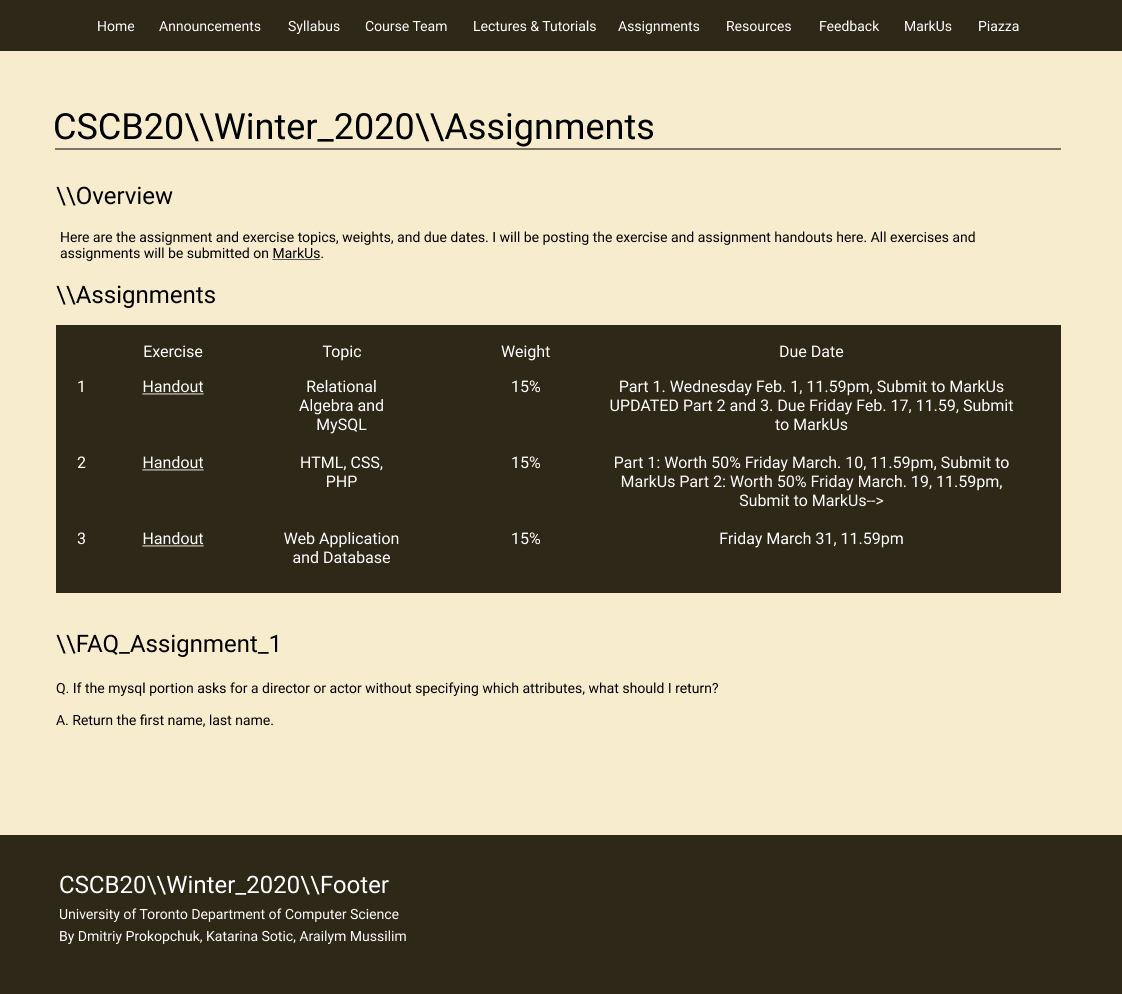 Home Announcements Syllabus Course Team Lectures & Tutorials Assignments Resources Feedback MarkUs Piazza
CSCB20\\Winter_2020\\Assignments
\\Overview
Here are the assignment and exercise topics, weights, and due dates. I will be posting the exercise and assignment handouts here. All exercises and
assignments will be submitted on MarkUs.
\\Assignments
Exercise Topic Weight Due Date
1 Handout Relational 15% Part 1. Wednesday Feb. 1, 11.59pm, Submit to MarkUs
Algebra and UPDATED Part 2 and 3. Due Friday Feb. 17, 11.59, Submit
MySQL to MarkUs
2 Handout HTML, CSS, 15% Part 1: Worth 50% Friday March. 10, 11.59pm, Submit to
PHP MarkUs Part 2: Worth 50% Friday March. 19, 11.59pm,
Submit to MarkUs-->
3 Handout Web Application 15% Friday March 31, 11.59pm
and Database
\\FAQ_Assignment_1
Q. If the mysql portion asks for a director or actor without specifying which attributes, what should I return?
A. Return the first name, last name.
CSCB20\\Winter_2020\\Footer
University of Toronto Department of Computer Science
By Dmitriy Prokopchuk, Katarina Sotic, Arailym Mussilim